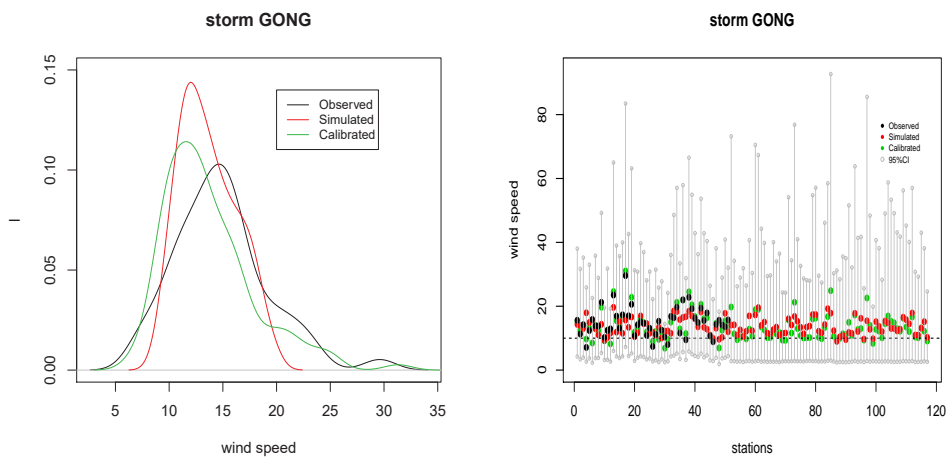 storm GONG
0.15
0.10
0.05
0.00
l
Observed
Simulated
Calibrated
5 10 15 20 25 30 35
wind speed
storm GONG
80
60
40
20
0
wind speed
Observed
Simulated
Calibrated
95%CI
0 20 40 60 80 100 120
stations